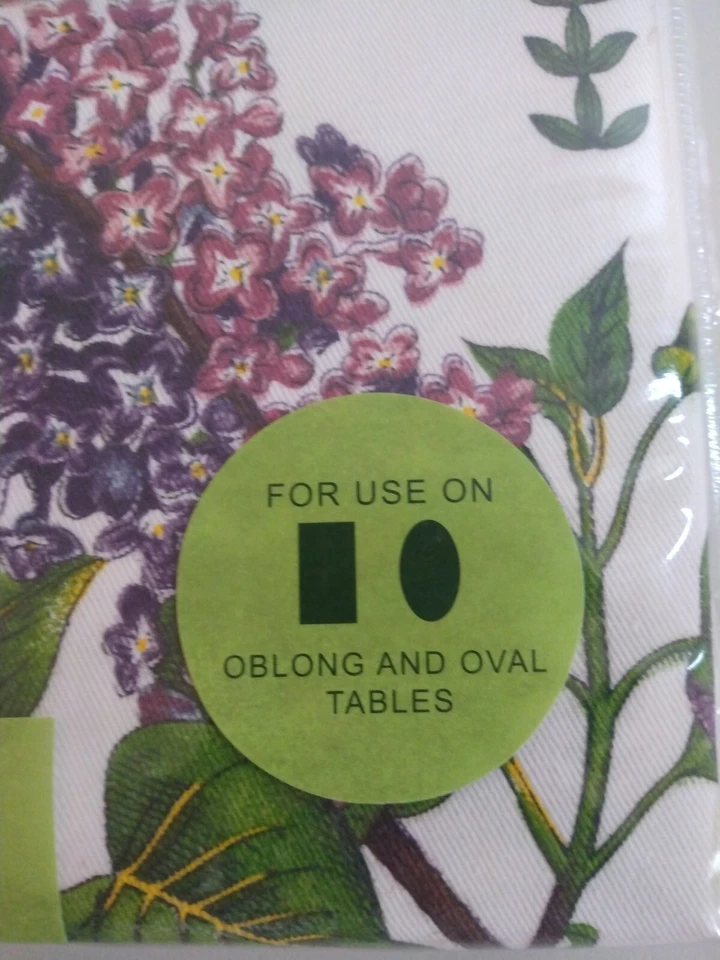 FOR USE ON
OBLONG AND OVAL
TABLES